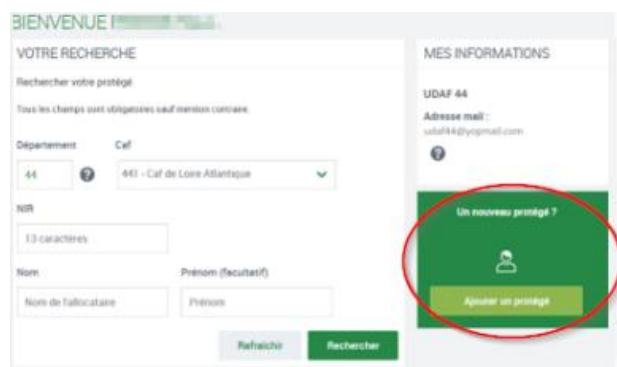 BIENVENUE
VOTRE RECHERCHE
Rechercher votre protégé
Tous les champs sont obligatoires sauf mention contraire.
Département
Caf
44
?
441 - Caf de Loire Atlantique
NIR
13 caractères
Nom
Prénom (facultatif)
Nom de l'allocataire
Prénom
Rafraichir
Rechercher
MES INFORMATIONS
UDAF 44
Adresse mail :
udaf44@yopmail.com
?
Un nouveau protégé ?
Ajouter un protégé